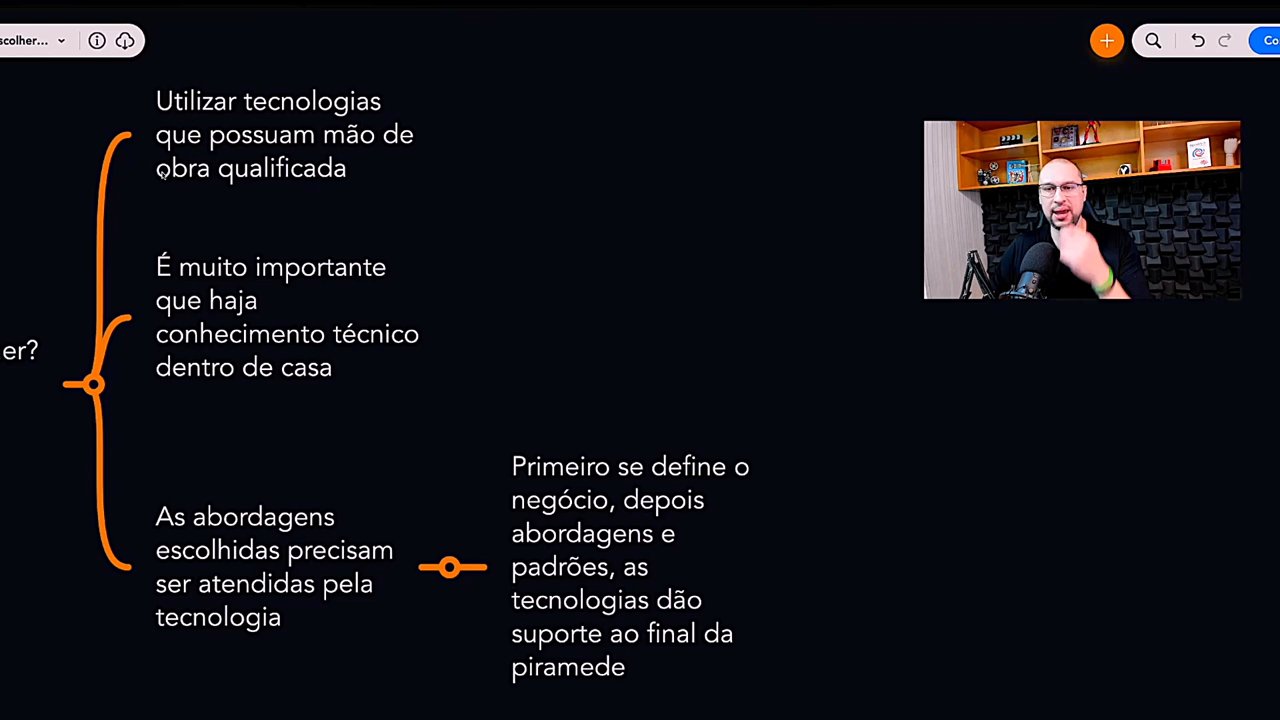 scolher...
Co
Utilizar tecnologias
que possuam mão de
obra qualificada
É muito importante
que haja
conhecimento técnico
dentro de casa
er?
As abordagens
escolhidas precisam
ser atendidas pela
tecnologia
Primeiro se define o
negócio, depois
abordagens e
padrões, as
tecnologias dão
suporte ao final da
piramede